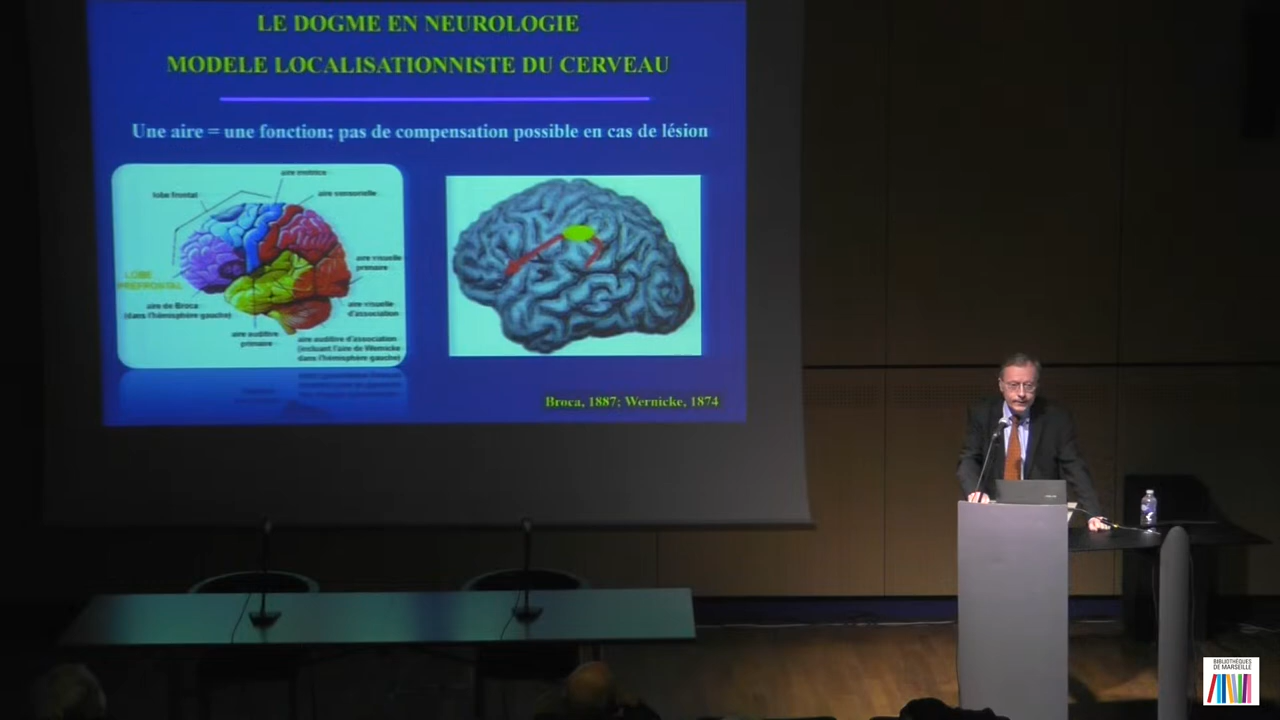 LE DOGME EN NEUROLOGIE
MODELE LOCALISATIONNISTE DU CERVEAU
Une aire = une fonction; pas de compensation possible en cas de lésion
aire motrice
lobe frontal
aire sensorielle
aire visuelle
primaire
LOBE
PREFRONTAL
aire de Broca
(dans l'hémisphère gauche)
aire visuelle
d'association
aire auditive
primaire
aire auditive d'association
(incluant l'aire de Wernicke
dans l'hémisphère gauche)
Broca, 1887; Wernicke, 1874
BIBLIOTHÈQUES
DE MARSEILLE